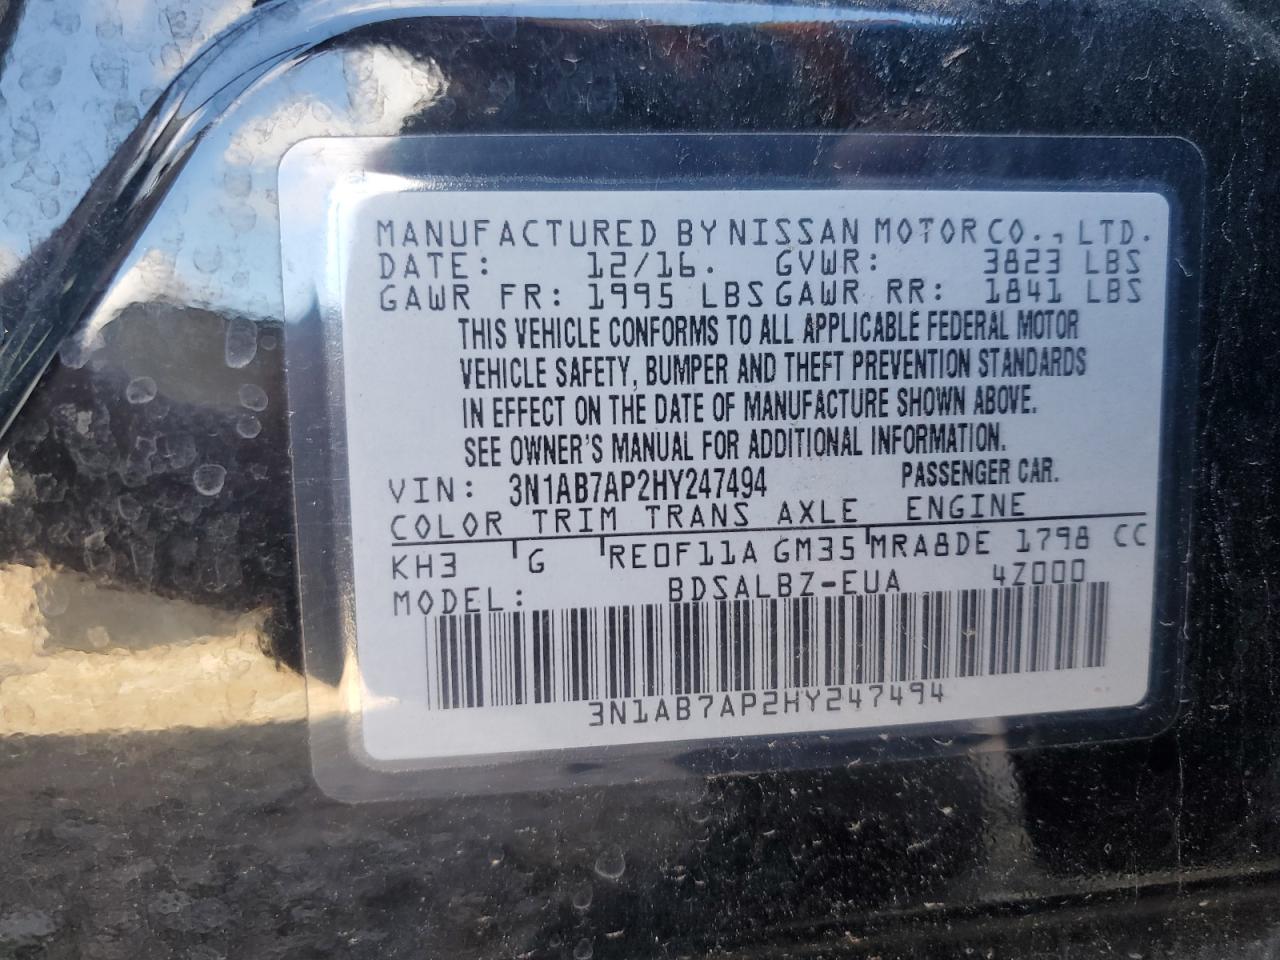 MANUFACTURED BY NISSAN MOTOR CO., LTD.
DATE: 12/16. GVWR: 3823 LBS
GAWR FR: 1995 LBS GAWR RR: 1841 LBS
THIS VEHICLE CONFORMS TO ALL APPLICABLE FEDERAL MOTOR
VEHICLE SAFETY, BUMPER AND THEFT PREVENTION STANDARDS
IN EFFECT ON THE DATE OF MANUFACTURE SHOWN ABOVE.
SEE OWNER'S MANUAL FOR ADDITIONAL INFORMATION.
VIN: 3N1AB7AP2HY247494 PASSENGER CAR.
COLOR TRIM TRANS AXLE ENGINE
KH3 G RE0F11A GM35 MRA8DE 1798 CC
MODEL: BDSALBZ-EUA 4Z000
3N1AB7AP2HY247494